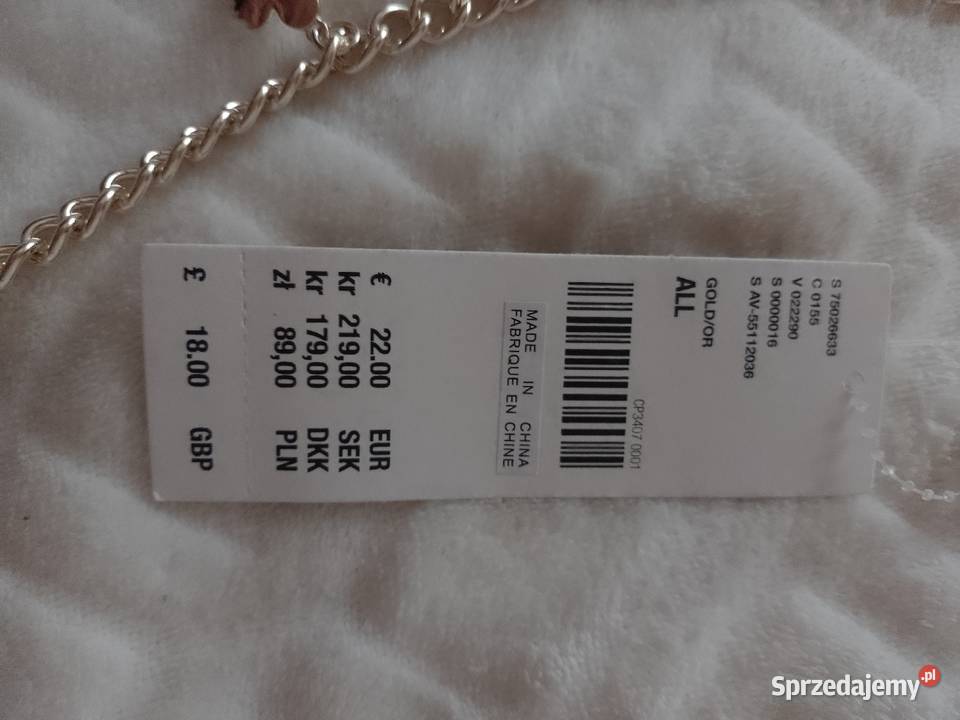 S 75026633
C 0155
V 022290
S 0000016
S AV-55112036
GOLD/OR
ALL
CP3407 0001
MADE IN CHINA
FABRIQUE EN CHINE
€ 22.00 EUR
kr 219,00 SEK
kr 179,00 DKK
zł 89,00 PLN
£ 18.00 GBP
Sprzedajemy.pl